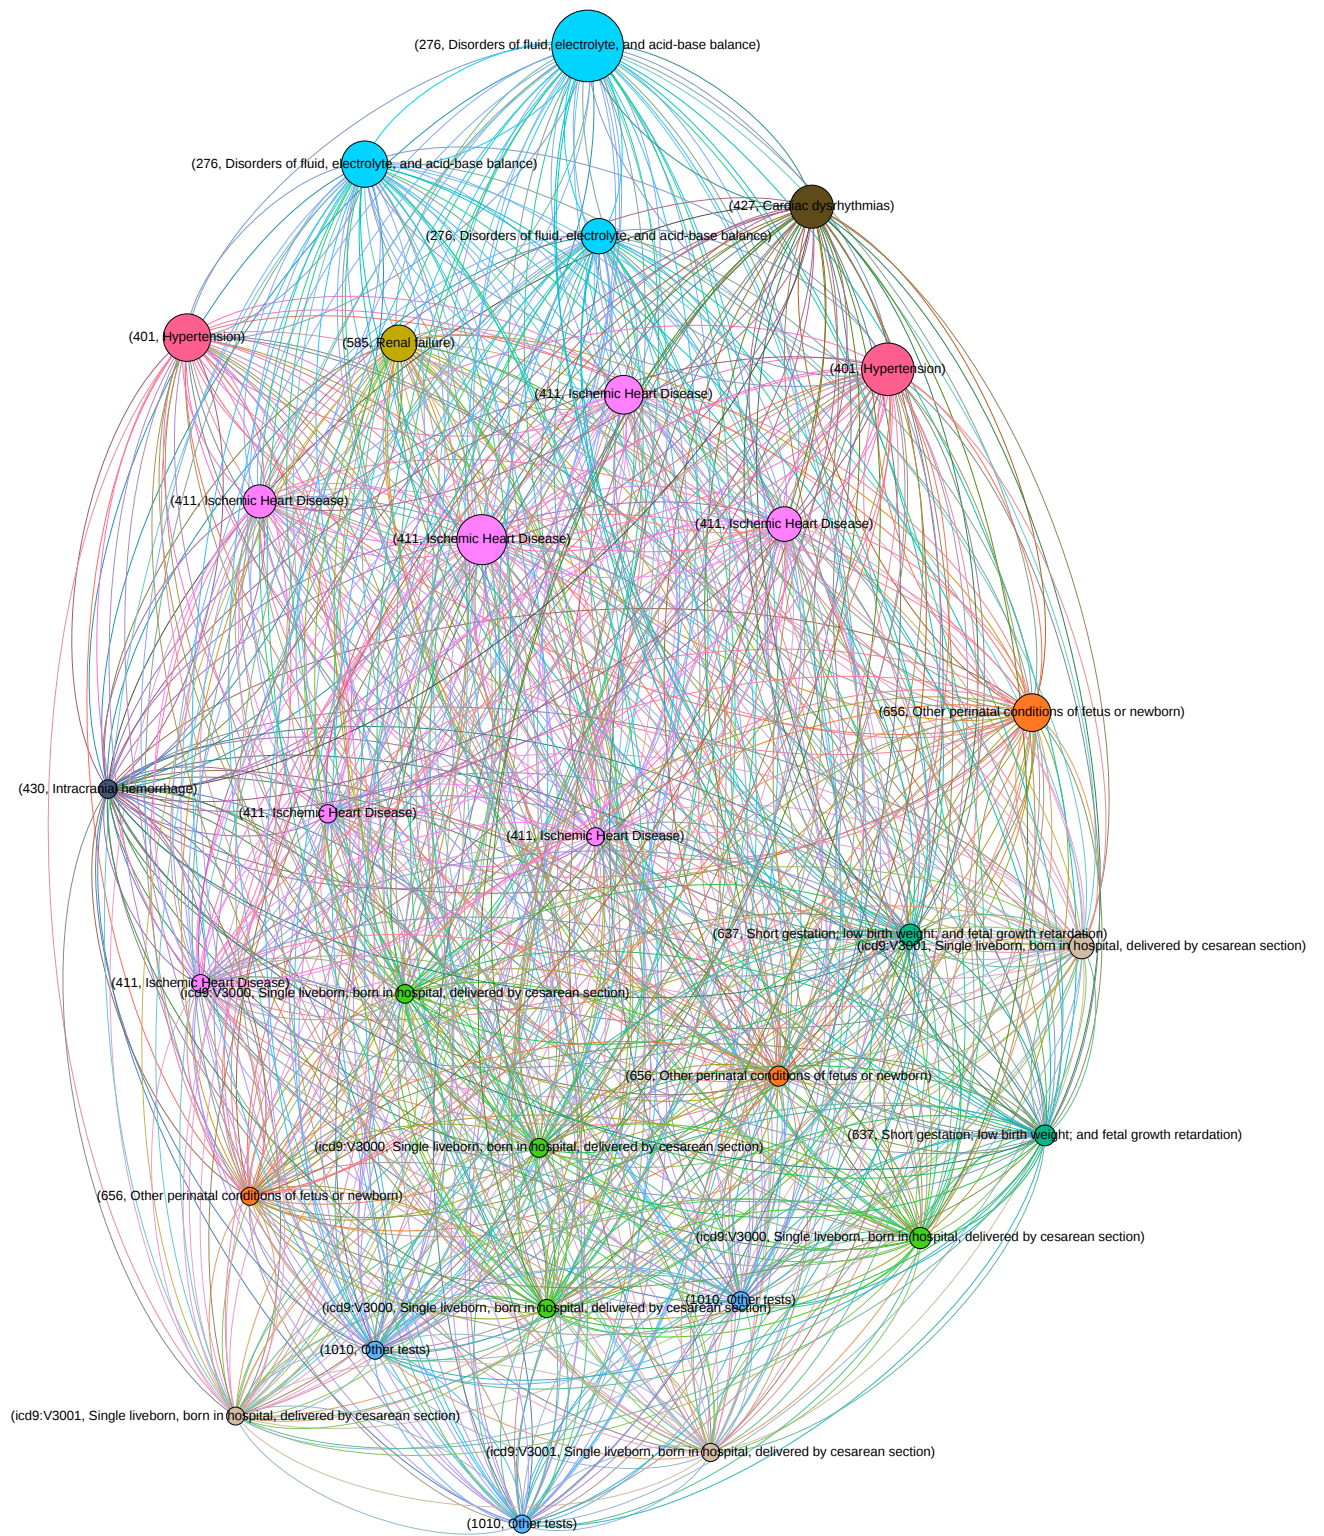 (276, Disorders of fluid, electrolyte, and acid-base balance)
(276, Disorders of fluid, electrolyte, and acid-base balance)
(427, Cardiac dysrhythmias)
(276, Disorders of fluid, electrolyte, and acid-base balance)
(401, Hypertension)
(585, Renal failure)
(401, Hypertension)
(411, Ischemic Heart Disease)
(411, Ischemic Heart Disease)
(411, Ischemic Heart Disease)
(411, Ischemic Heart Disease)
(656, Other perinatal conditions of fetus or newborn)
(430, Intracranial hemorrhage)
(411, Ischemic Heart Disease)
(411, Ischemic Heart Disease)
(637, Short gestation; low birth weight; and fetal growth retardation)
(icd9:V3001, Single liveborn, born in hospital, delivered by cesarean section)
(411, Ischemic Heart Disease)
(icd9:V3000, Single liveborn, born in hospital, delivered by cesarean section)
(656, Other perinatal conditions of fetus or newborn)
(637, Short gestation; low birth weight; and fetal growth retardation)
(icd9:V3000, Single liveborn, born in hospital, delivered by cesarean section)
(656, Other perinatal conditions of fetus or newborn)
(icd9:V3000, Single liveborn, born in hospital, delivered by cesarean section)
(1010, Other tests)
(icd9:V3000, Single liveborn, born in hospital, delivered by cesarean section)
(1010, Other tests)
(icd9:V3001, Single liveborn, born in hospital, delivered by cesarean section)
(icd9:V3001, Single liveborn, born in hospital, delivered by cesarean section)
(1010, Other tests)